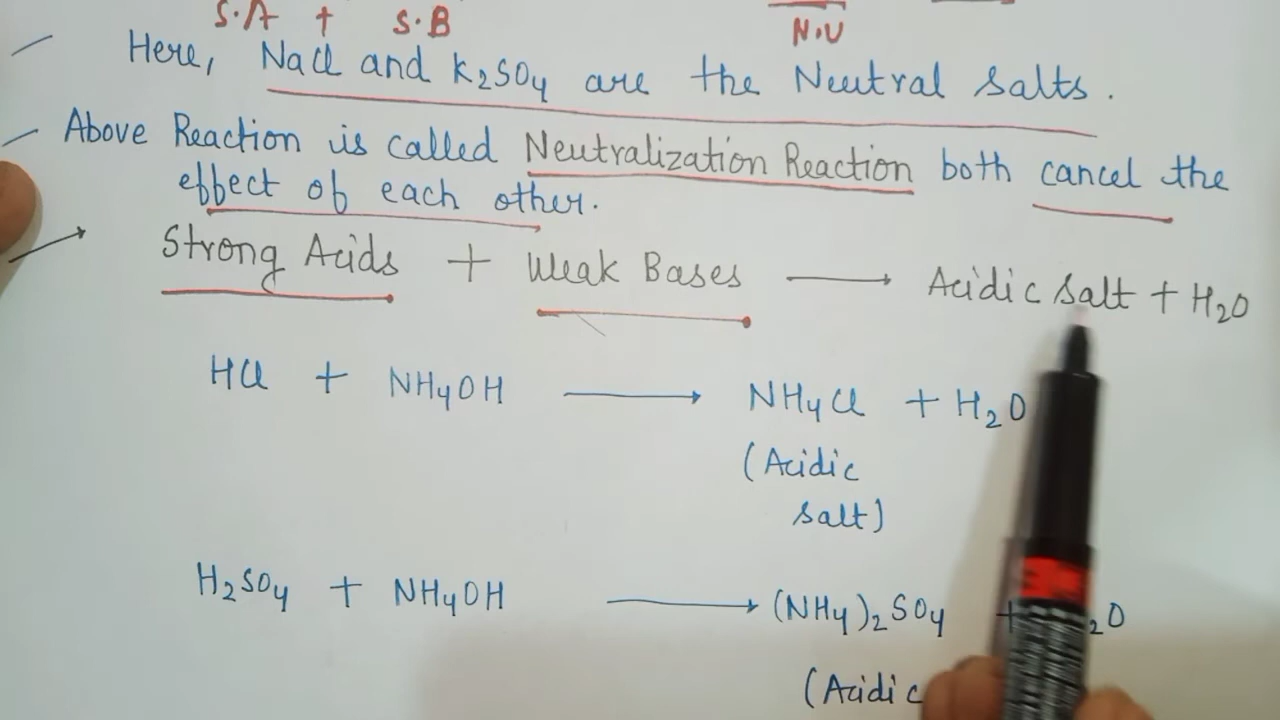 S.A + S.B N.U
Here, NaCl and K2SO4 are the Neutral Salts.
Above Reaction is called Neutralization Reaction both cancel the
effect of each other.
Strong Acids + Weak Bases → Acidic Salt + H2O
HCl + NH4OH → NH4Cl + H2O
(Acidic
Salt)
H2SO4 + NH4OH → (NH4)2SO4 + 2O
(Acidic